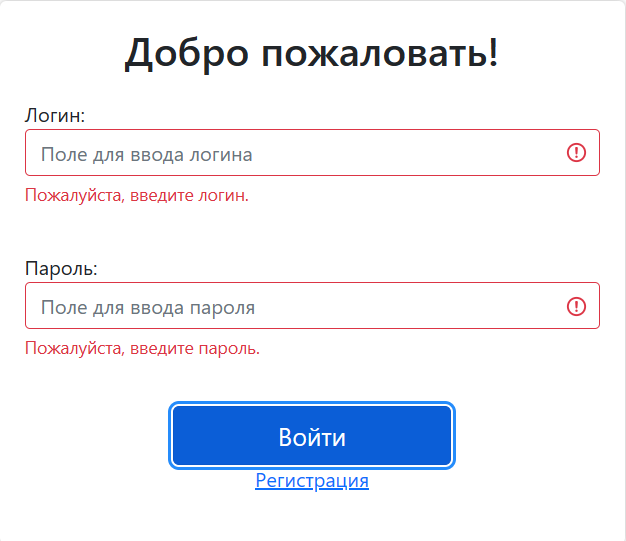 Добро пожаловать!
Логин:
Поле для ввода логина
Пожалуйста, введите логин.
Пароль:
Поле для ввода пароля
Пожалуйста, введите пароль.
Войти
Регистрация